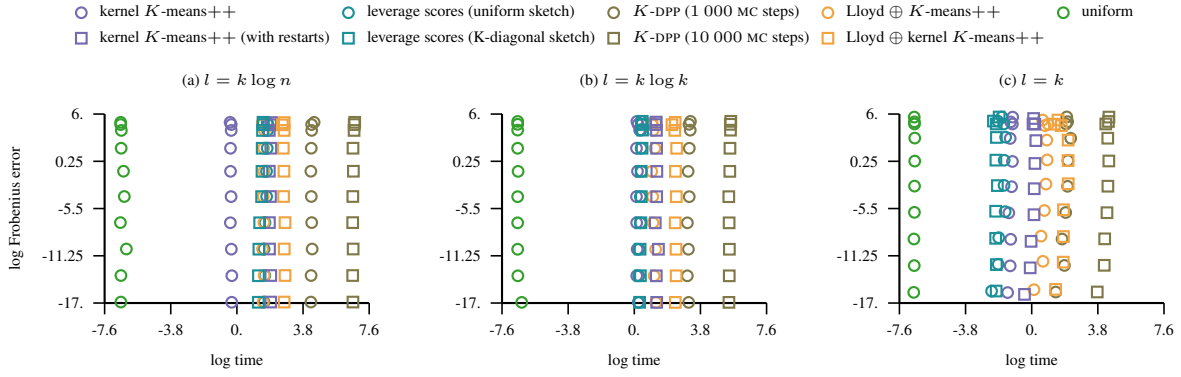 kernel K-means++ leverage scores (uniform sketch) K-DPP (1 000 MC steps) Lloyd ⊕ K-means++ uniform
kernel K-means++ (with restarts) leverage scores (K-diagonal sketch) K-DPP (10 000 MC steps) Lloyd ⊕ kernel K-means++
(a) l = k log n
(b) l = k log k
(c) l = k
log Frobenius error
6.
0.25
-5.5
-11.25
-17.
-7.6 -3.8 0. 3.8 7.6
log time
6.
0.25
-5.5
-11.25
-17.
-7.6 -3.8 0. 3.8 7.6
log time
6.
0.25
-5.5
-11.25
-17.
-7.6 -3.8 0. 3.8 7.6
log time